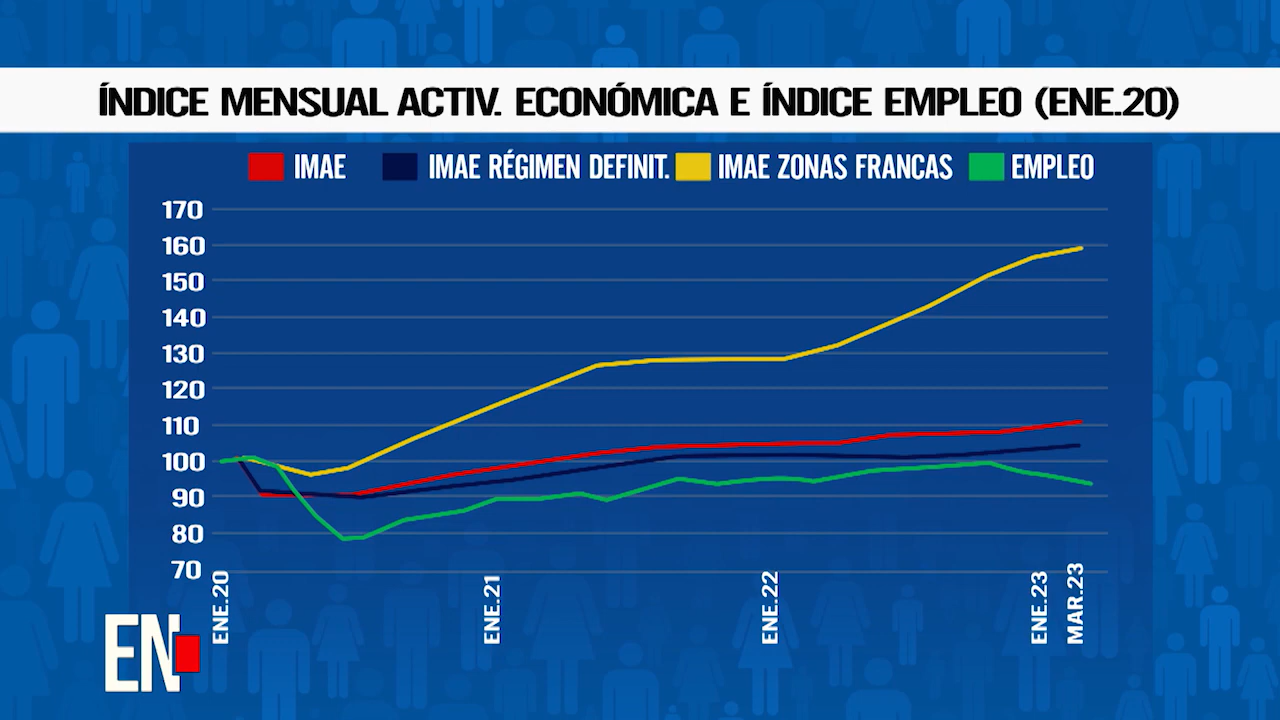 ÍNDICE MENSUAL ACTIV. ECONÓMICA E ÍNDICE EMPLEO (ENE.20)
IMAE IMAE RÉGIMEN DEFINIT. IMAE ZONAS FRANCAS EMPLEO
170
160
150
140
130
120
110
100
90
80
70
ENE.20 ENE.21 ENE.22 ENE.23 MAR.23
EN